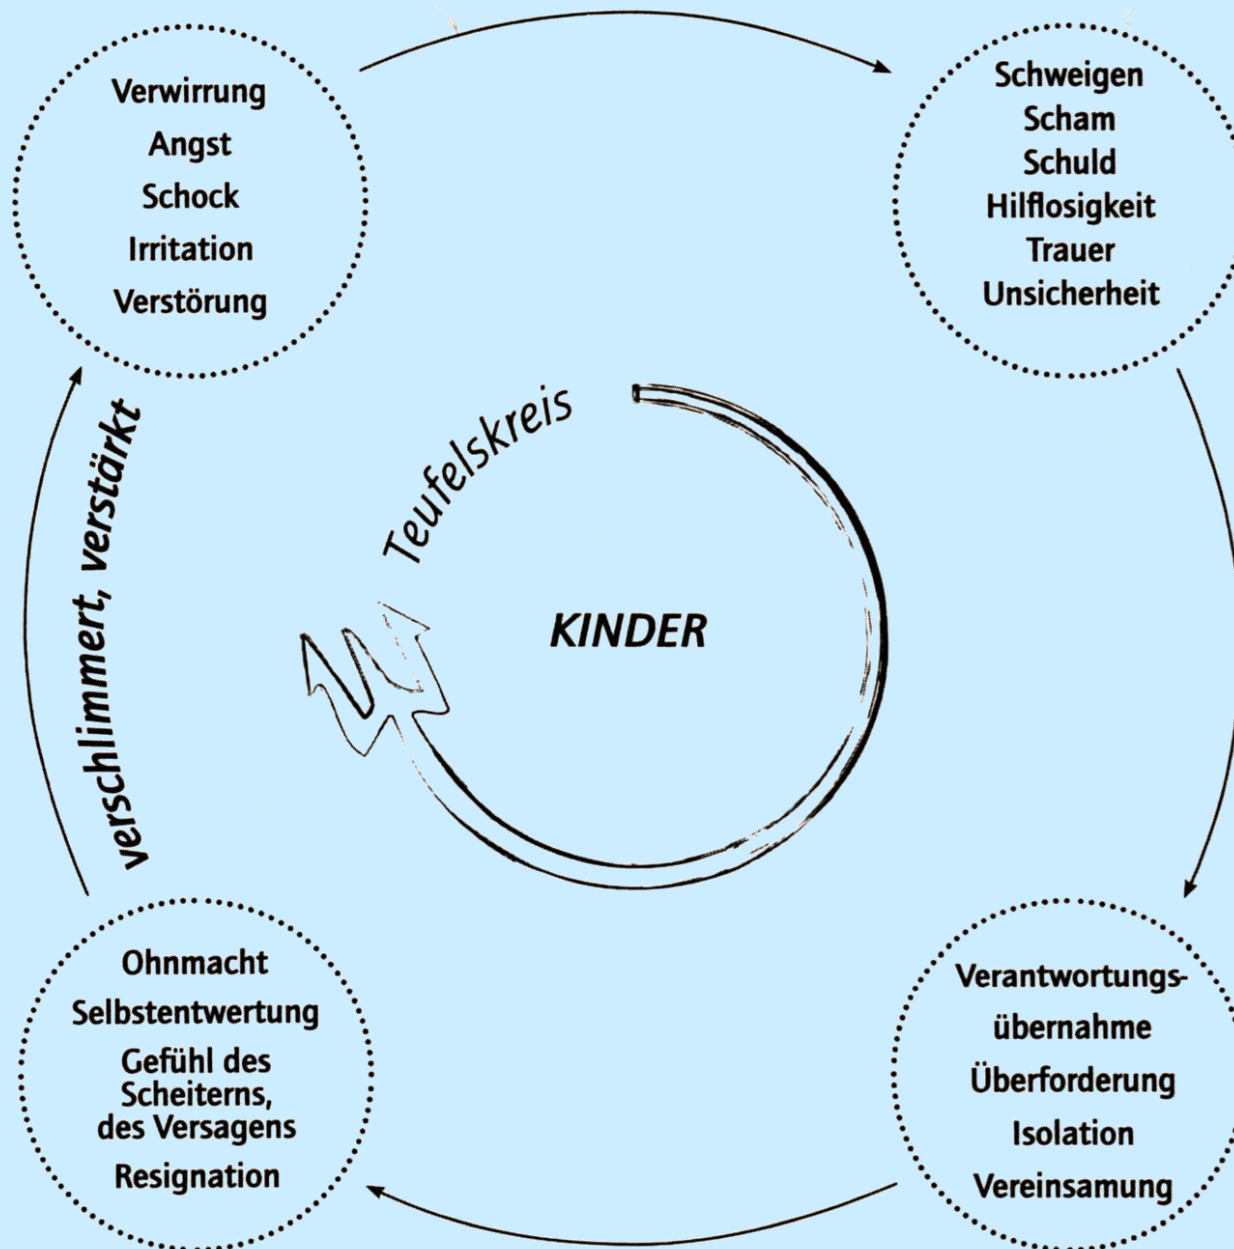 Verwirrung
Angst
Schock
Irritation
Verstörung
Schweigen
Scham
Schuld
Hilflosigkeit
Trauer
Unsicherheit
Teufelskreis
KINDER
verschlimmert, verstärkt
Verantwortungs-
übernahme
Überforderung
Isolation
Vereinsamung
Ohnmacht
Selbstentwertung
Gefühl des
Scheiterns,
des Versagens
Resignation